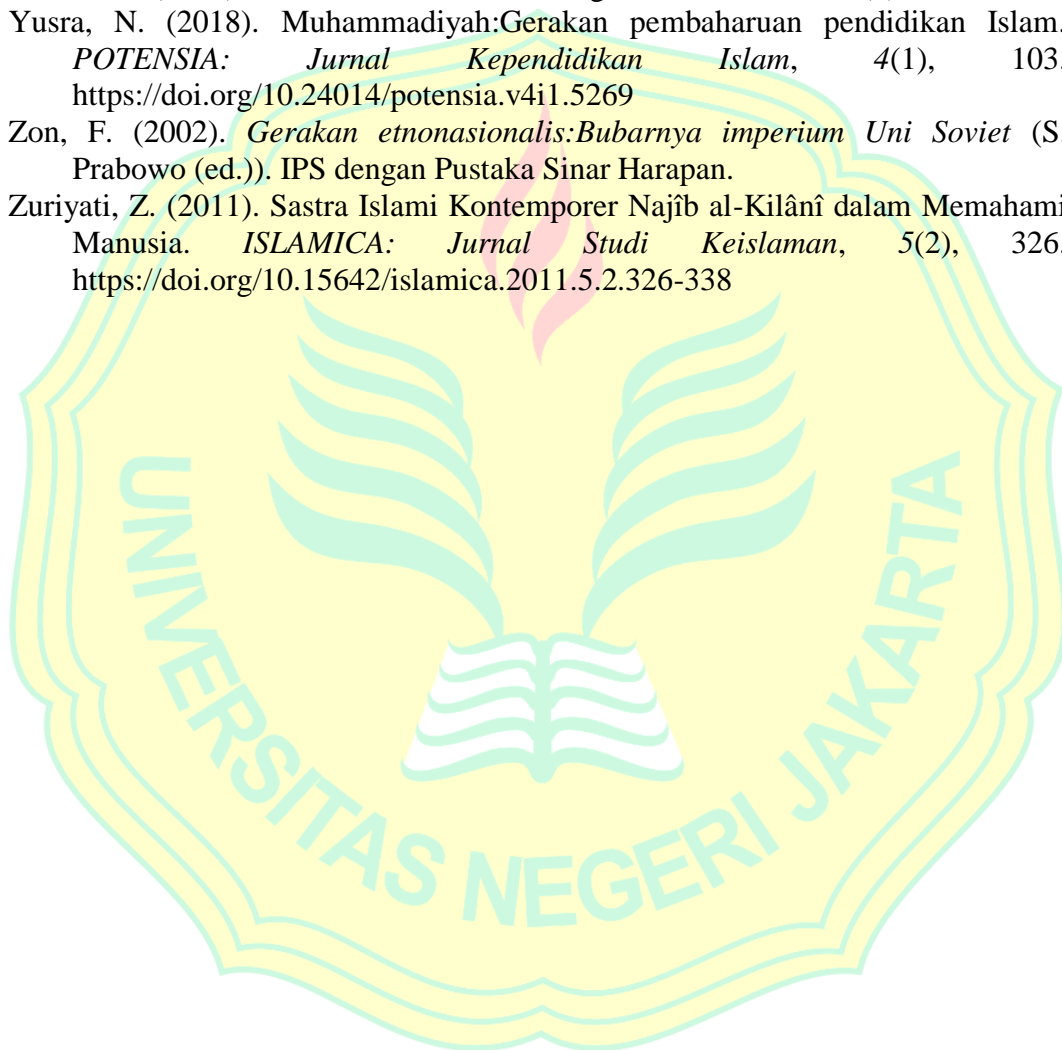 Yusra, N. (2018). Muhammadiyah:Gerakan pembaharuan pendidikan Islam.
POTENSIA: Jurnal Kependidikan Islam, 4(1), 103.
https://doi.org/10.24014/potensia.v4i1.5269
Zon, F. (2002). Gerakan etnonasionalis:Bubarnya imperium Uni Soviet (S.
Prabowo (ed.)). IPS dengan Pustaka Sinar Harapan.
Zuriyati, Z. (2011). Sastra Islami Kontemporer Najîb al-Kilânî dalam Memahami
Manusia. ISLAMICA: Jurnal Studi Keislaman, 5(2), 326.
https://doi.org/10.15642/islamica.2011.5.2.326-338
UNIVERSITAS NEGERI JAKARTA